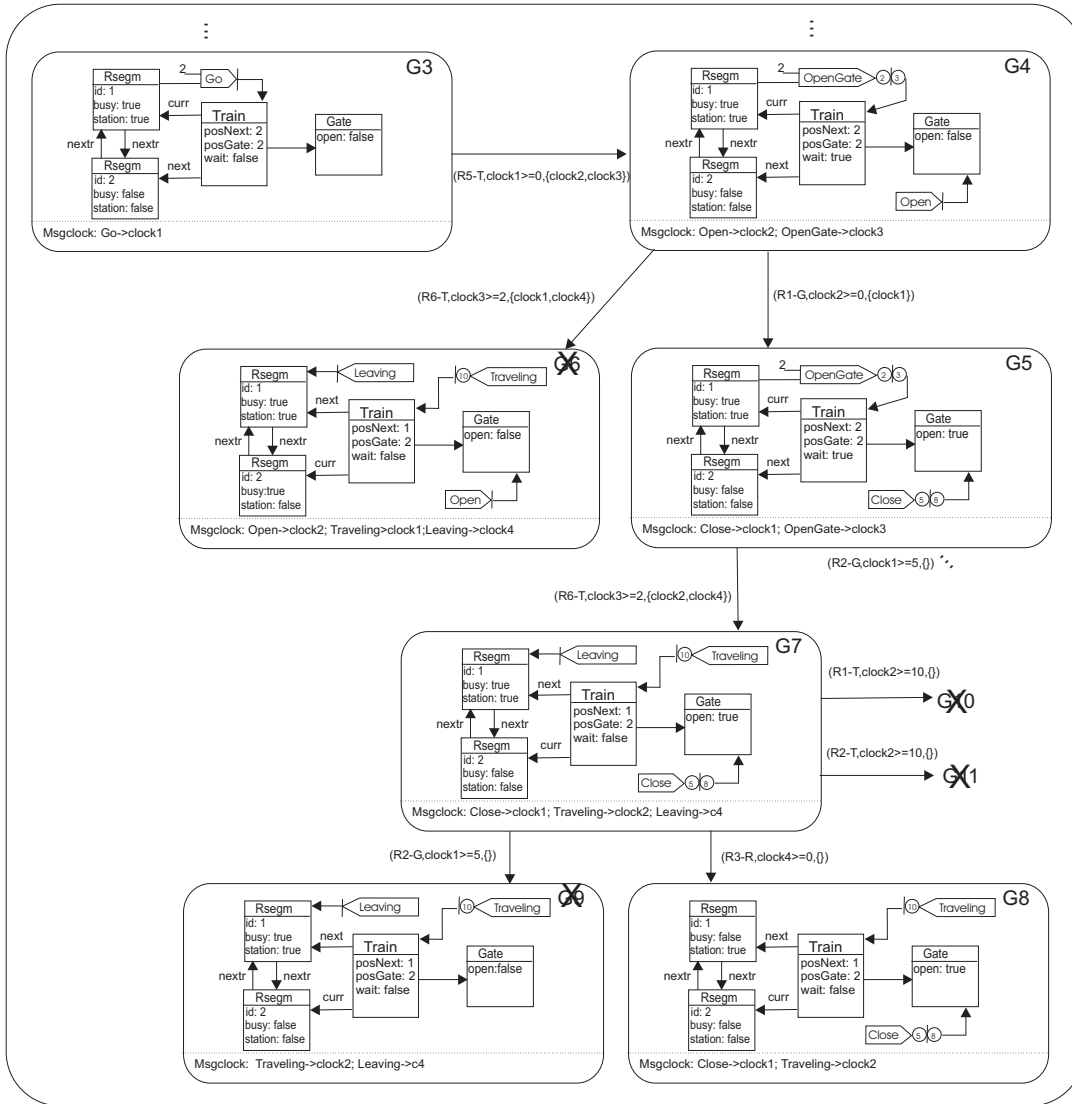 ⋮
⋮
G3
2
Go
Rsegm
id: 1
busy: true
station: true
curr
Train
posNext: 2
posGate: 2
wait: false
Gate
open: false
nextr
nextr
next
Rsegm
id: 2
busy: false
station: false
Msgclock: Go->clock1
(R5-T,clock1>=0,{clock2,clock3})
G4
2
OpenGate
2
3
Rsegm
id: 1
busy: true
station: true
curr
Train
posNext: 2
posGate: 2
wait: true
Gate
open: false
nextr
nextr
next
Rsegm
id: 2
busy: false
station: false
Open
Msgclock: Open->clock2; OpenGate->clock3
(R6-T,clock3>=2,{clock1,clock4})
(R1-G,clock2>=0,{clock1})
G6
Leaving
10
Traveling
Rsegm
id: 1
busy: true
station: true
next
Train
posNext: 1
posGate: 2
wait: false
Gate
open: false
nextr
nextr
curr
Rsegm
id: 2
busy:true
station: false
Open
Msgclock: Open->clock2; Traveling->clock1;Leaving->clock4
G5
2
OpenGate
2
3
Rsegm
id: 1
busy: true
station: true
curr
Train
posNext: 2
posGate: 2
wait: true
Gate
open: true
nextr
nextr
next
Rsegm
id: 2
busy: false
station: false
Close
5
8
Msgclock: Close->clock1; OpenGate->clock3
(R2-G,clock1>=5,{})
(R6-T,clock3>=2,{clock2,clock4})
G7
Leaving
10
Traveling
Rsegm
id: 1
busy: true
station: true
next
Train
posNext: 1
posGate: 2
wait: false
Gate
open: true
nextr
nextr
curr
Rsegm
id: 2
busy: false
station: false
Close
5
8
Msgclock: Close->clock1; Traveling->clock2; Leaving->c4
(R1-T,clock2>=10,{})
G10
(R2-T,clock2>=10,{})
G11
(R2-G,clock1>=5,{})
(R3-R,clock4>=0,{})
G9
Leaving
10
Traveling
Rsegm
id: 1
busy: true
station: true
next
Train
posNext: 1
posGate: 2
wait: false
Gate
open:false
nextr
nextr
curr
Rsegm
id: 2
busy: false
station: false
Msgclock: Traveling->clock2; Leaving->c4
G8
10
Traveling
Rsegm
id: 1
busy: false
station: true
next
Train
posNext: 1
posGate: 2
wait: false
Gate
open: true
nextr
nextr
curr
Rsegm
id: 2
busy: false
station: false
Close
5
8
Msgclock: Close->clock1; Traveling->clock2